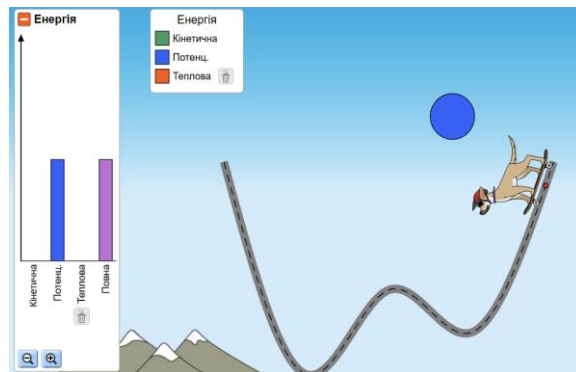 Енергія
Кінетична
Потенц.
Теплова
Повна
Енергія
Кінетична
Потенц.
Теплова